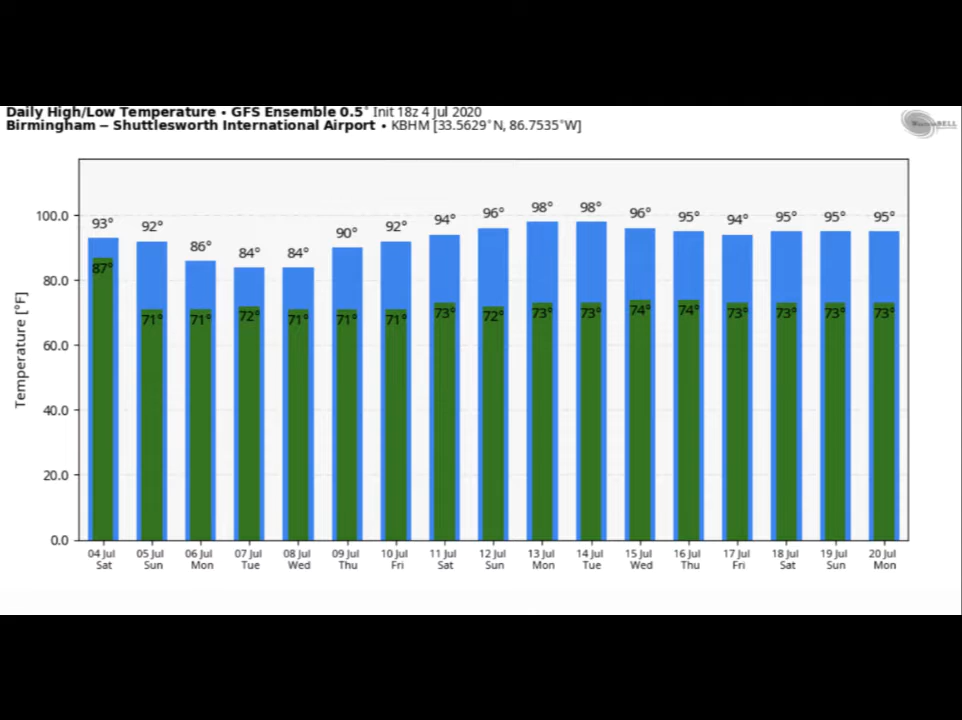 Daily High/Low Temperature • GFS Ensemble 0.5° Init 18z 4 Jul 2020
Birmingham – Shuttlesworth International Airport • KBHM [33.5629°N, 86.7535°W]
Temperature [°F]
100.0
80.0
60.0
40.0
20.0
0.0
93° 92° 86° 84° 84° 90° 92° 94° 96° 98° 98° 96° 95° 94° 95° 95° 95°
87° 71° 71° 72° 71° 71° 71° 73° 72° 73° 73° 74° 74° 73° 73° 73° 73°
04 Jul 05 Jul 06 Jul 07 Jul 08 Jul 09 Jul 10 Jul 11 Jul 12 Jul 13 Jul 14 Jul 15 Jul 16 Jul 17 Jul 18 Jul 19 Jul 20 Jul
Sat Sun Mon Tue Wed Thu Fri Sat Sun Mon Tue Wed Thu Fri Sat Sun Mon